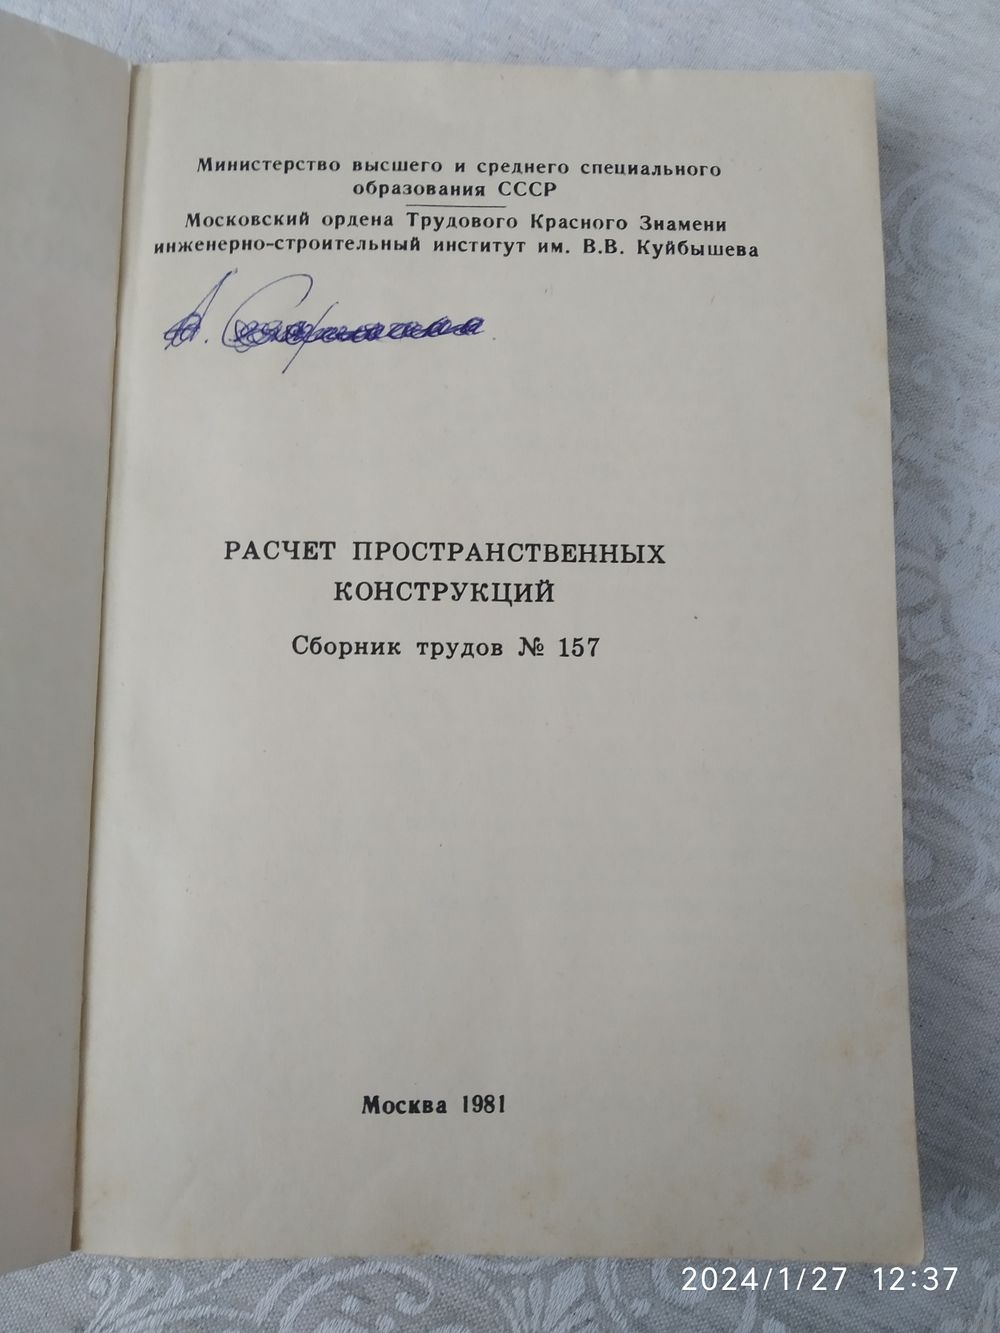 Министерство высшего и среднего специального
образования СССР
Московский ордена Трудового Красного Знамени
инженерно-строительный институт им. В.В. Куйбышева
РАСЧЕТ ПРОСТРАНСТВЕННЫХ
КОНСТРУКЦИЙ
Сборник трудов № 157
Москва 1981
2024/1/27 12:37